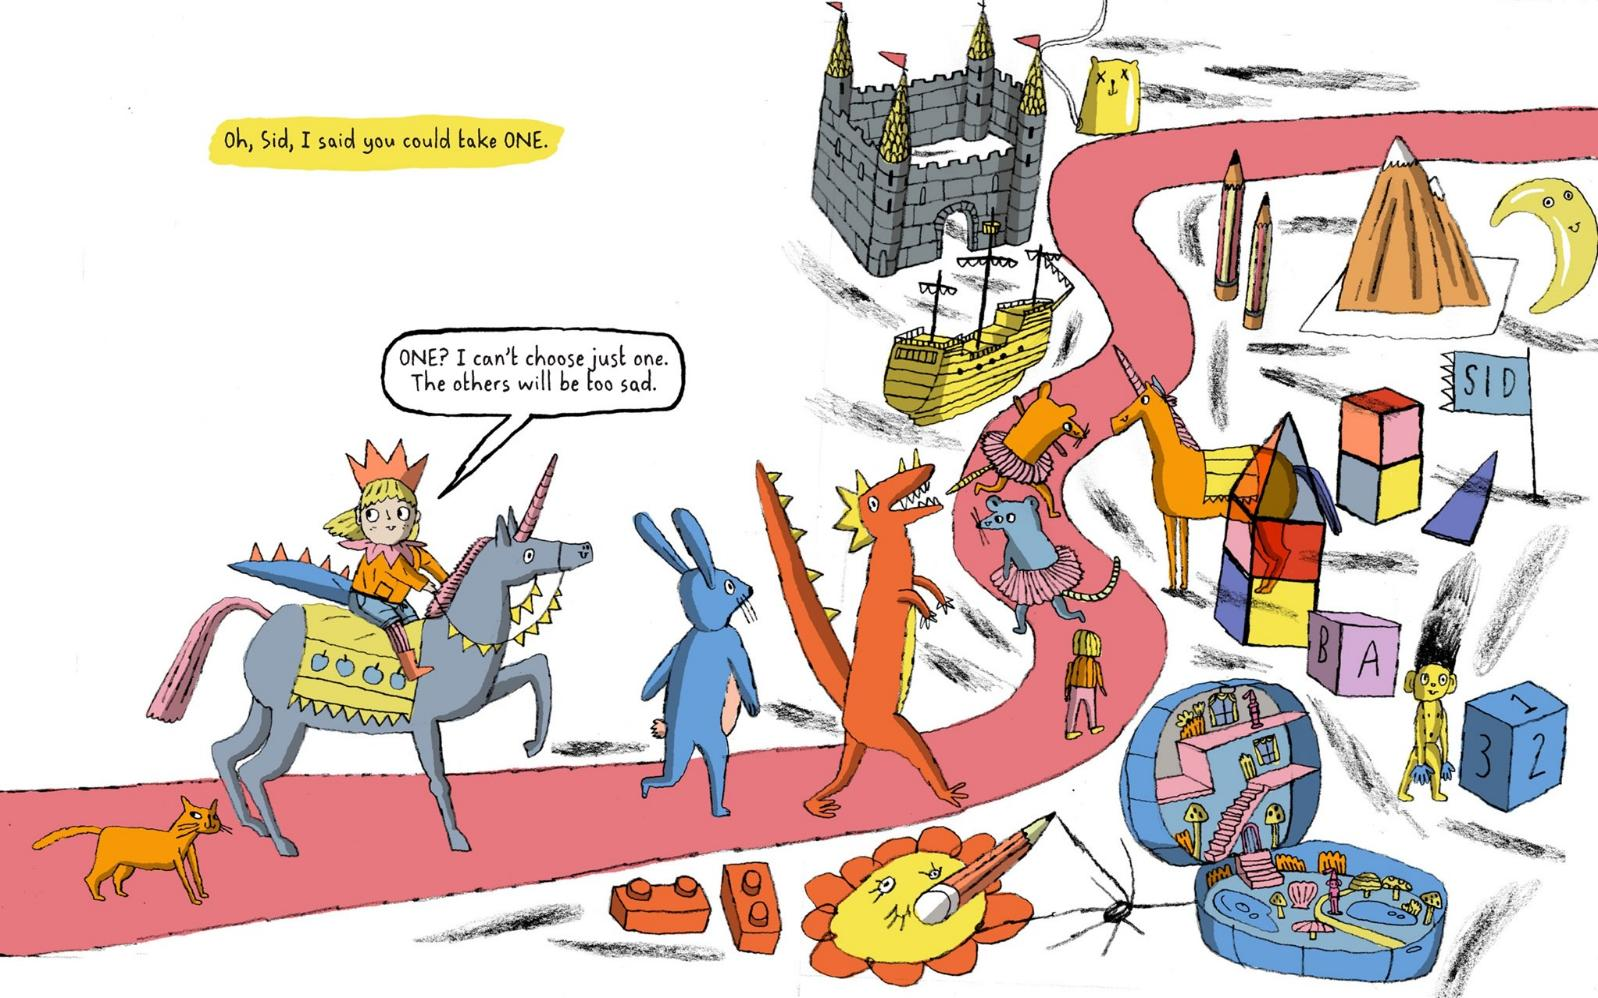 Oh, Sid, I said you could take ONE.
ONE? I can't choose just one.
The others will be too sad.
SID
B A
1
3 2